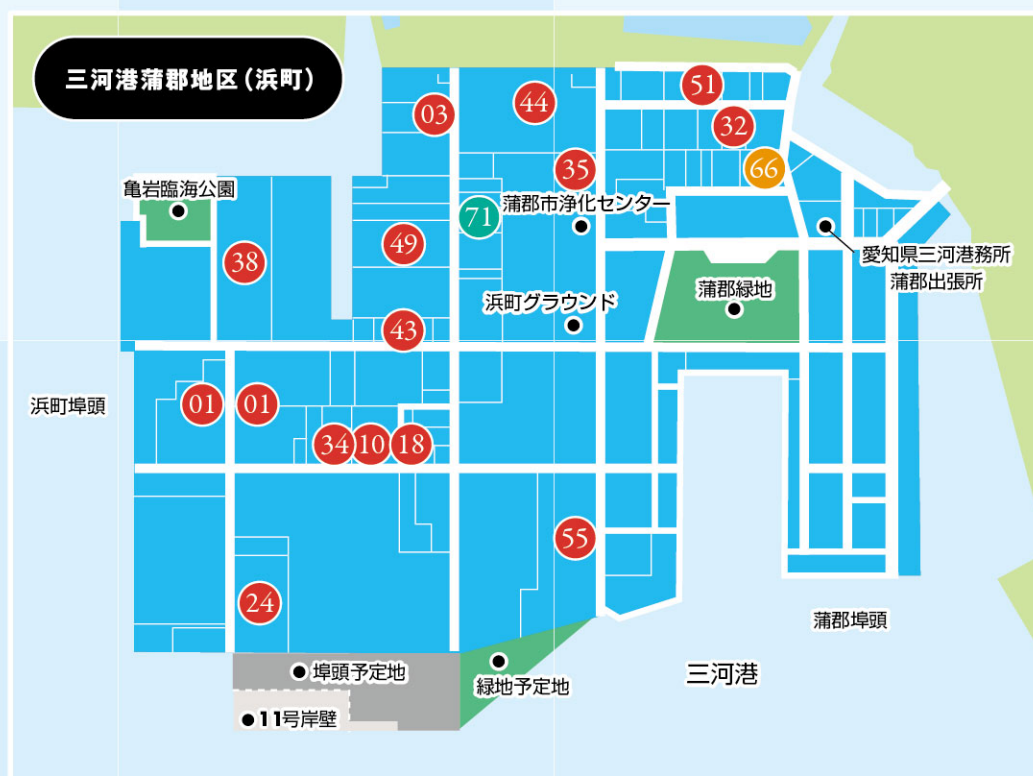 三河港蒲郡地区(浜町)
51
44
03
32
35
66
亀岩臨海公園
蒲郡市浄化センター
71
49
38
愛知県三河港務所
蒲郡出張所
蒲郡緑地
浜町グラウンド
43
浜町埠頭
01
01
34
10
18
55
24
蒲郡埠頭
埠頭予定地
三河港
緑地予定地
11号岸壁